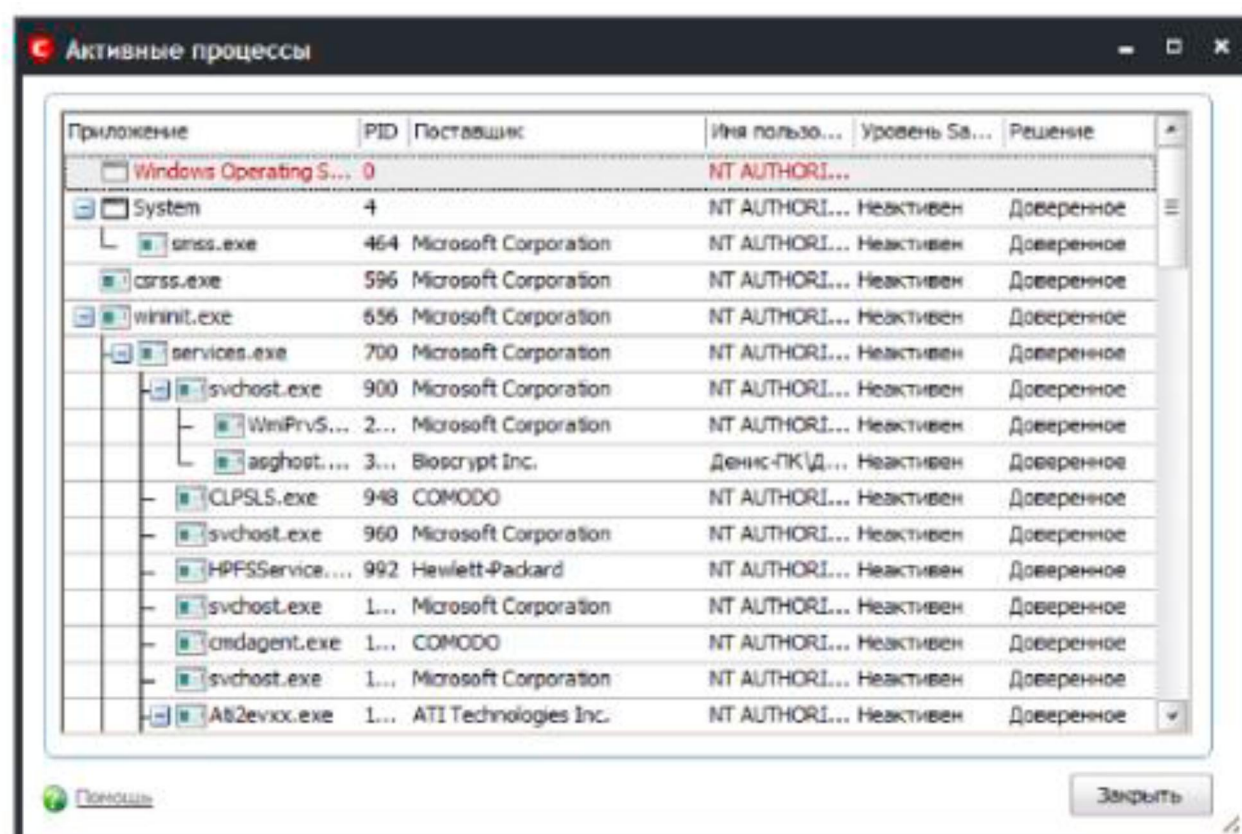 Активные процессы
Приложение PID Поставщик Имя пользо... Уровень Sa... Решение
Windows Operating S... 0 NT AUTHORI...
System 4 NT AUTHORI... Неактивен Доверенное
smss.exe 464 Microsoft Corporation NT AUTHORI... Неактивен Доверенное
csrss.exe 596 Microsoft Corporation NT AUTHORI... Неактивен Доверенное
wininit.exe 656 Microsoft Corporation NT AUTHORI... Неактивен Доверенное
services.exe 700 Microsoft Corporation NT AUTHORI... Неактивен Доверенное
svchost.exe 900 Microsoft Corporation NT AUTHORI... Неактивен Доверенное
WmiPrvS... 2... Microsoft Corporation NT AUTHORI... Неактивен Доверенное
asghost.... 3... Bioscrypt Inc. Денис-ПК\Д... Неактивен Доверенное
CLPSLS.exe 948 COMODO NT AUTHORI... Неактивен Доверенное
svchost.exe 960 Microsoft Corporation NT AUTHORI... Неактивен Доверенное
HPFSService.... 992 Hewlett-Packard NT AUTHORI... Неактивен Доверенное
svchost.exe 1... Microsoft Corporation NT AUTHORI... Неактивен Доверенное
cmdagent.exe 1... COMODO NT AUTHORI... Неактивен Доверенное
svchost.exe 1... Microsoft Corporation NT AUTHORI... Неактивен Доверенное
Ati2evxx.exe 1... ATI Technologies Inc. NT AUTHORI... Неактивен Доверенное
Помощь Закрыть